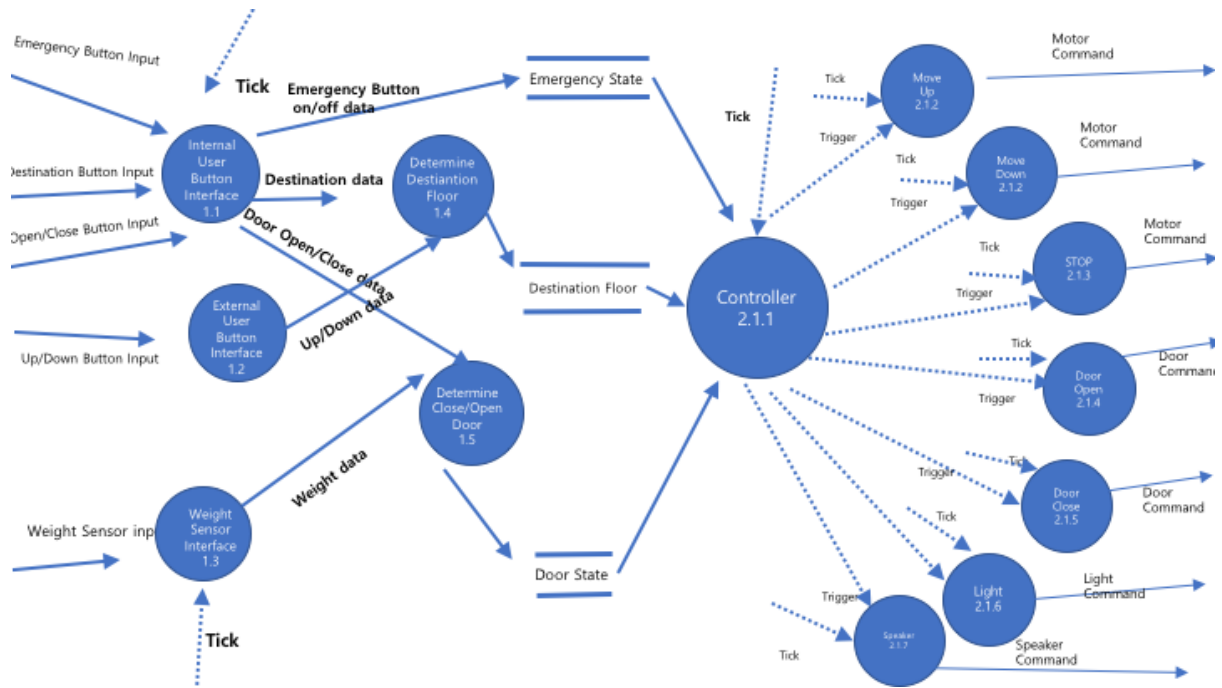 Emergency Button Input
Tick
Emergency Button
on/off data
Emergency State
Internal
User
Button
Interface
1.1
Destination Button Input
Destination data
Determine
Destiantion
Floor
1.4
Open/Close Button Input
Door Open/Close data
Up/Down data
Destination Floor
External
User
Button
Interface
1.2
Up/Down Button Input
Determine
Close/Open
Door
1.5
Weight data
Weight Sensor inp
Weight
Sensor
Interface
1.3
Tick
Door State
Tick
Controller
2.1.1
Tick
Trigger
Move
Up
2.1.2
Motor
Command
Tick
Trigger
Move
Down
2.1.2
Motor
Command
Tick
Trigger
STOP
2.1.3
Motor
Command
Tick
Trigger
Door
Open
2.1.4
Door
Command
Tick
Trigger
Door
Close
2.1.5
Door
Command
Tick
Light
2.1.6
Light
Command
Trigger
Tick
Speaker
2.1.7
Speaker
Command